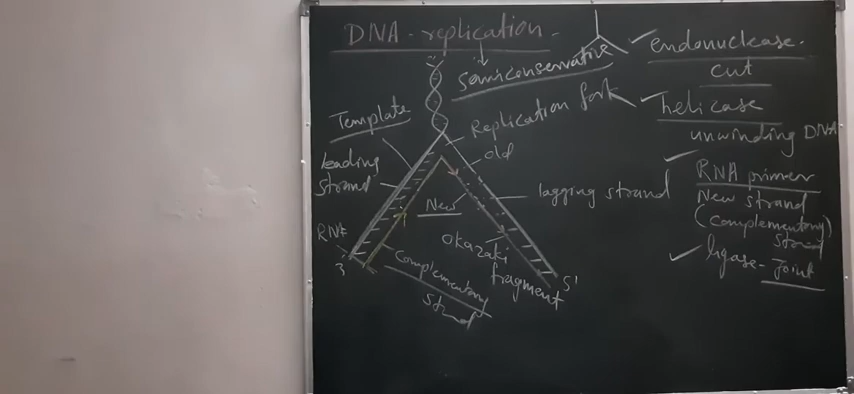 DNA - replication
semiconservative
Replication fork
Template
old
leading
strand
lagging strand
New
RNA
okazaki
fragment
3'
5'
Complementary
Strand
endonuclease.
cut
helicase
unwinding DNA
RNA primer
New strand
(Complementary)
Strand
ligase - Joint